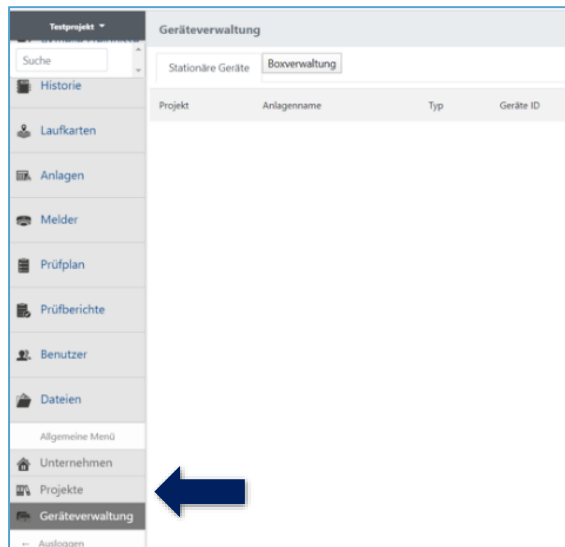 Testprojekt
Geräteverwaltung
Suche
Stationäre Geräte
Boxverwaltung
Historie
Projekt
Anlagenname
Typ
Geräte ID
Laufkarten
Anlagen
Melder
Prüfplan
Prüfberichte
Benutzer
Dateien
Allgemeine Menü
Unternehmen
Projekte
Geräteverwaltung
← Ausloggen